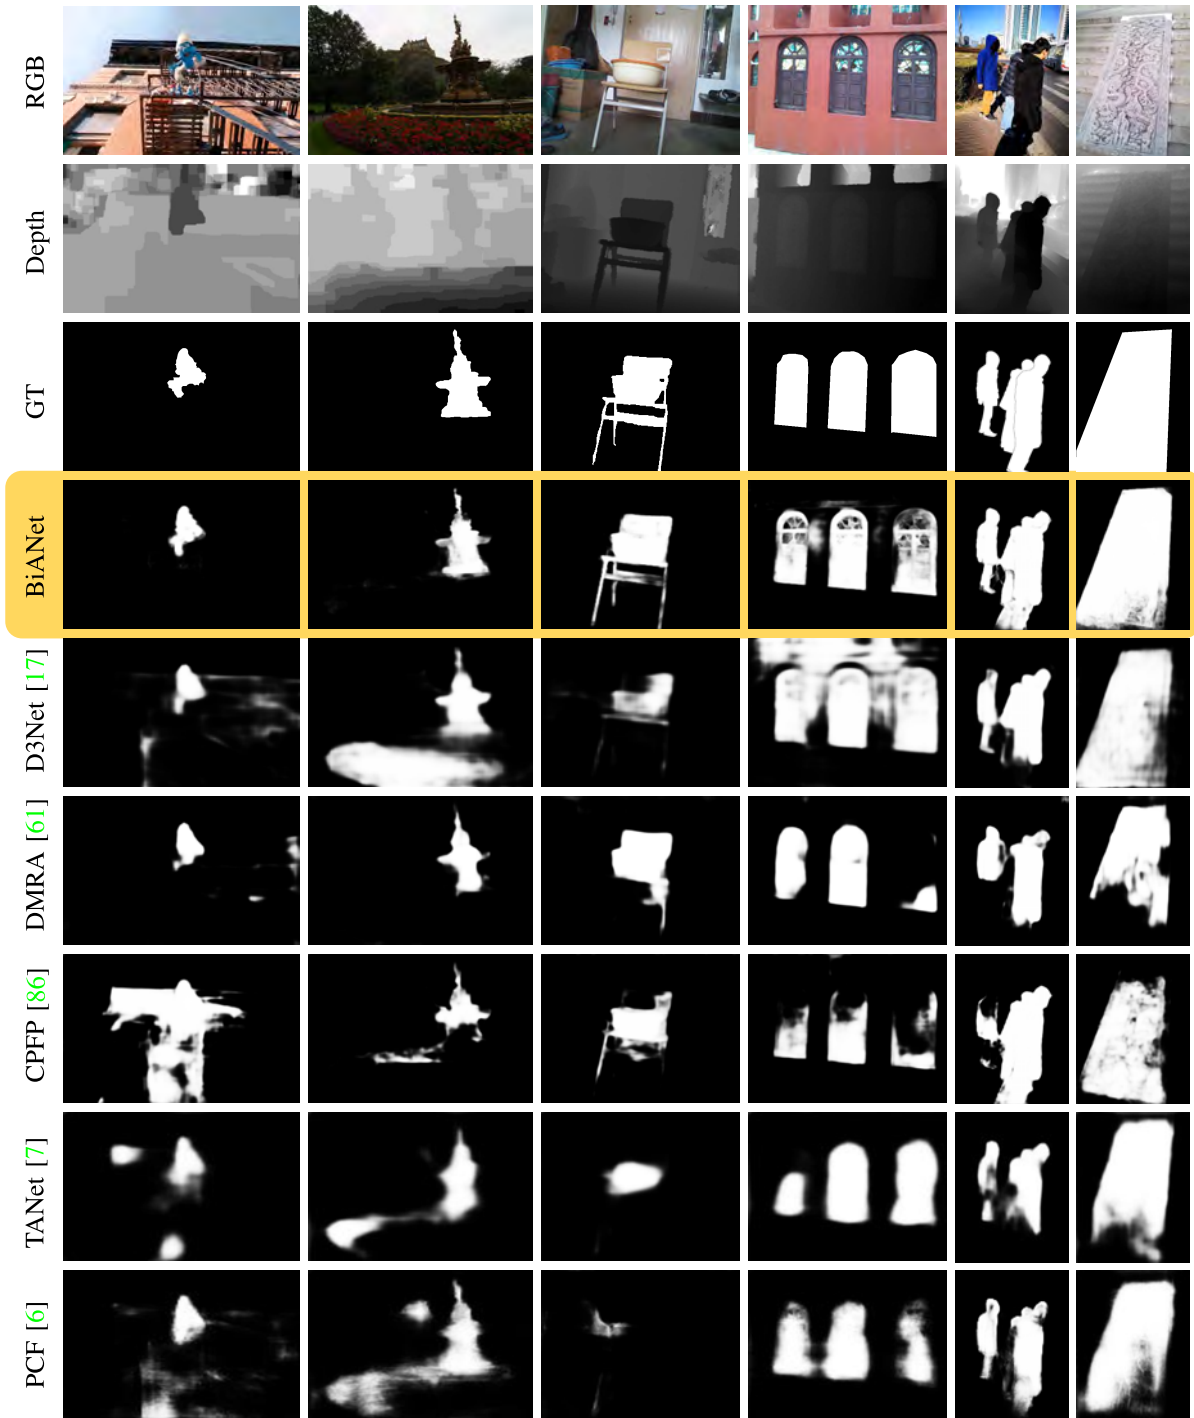 RGB
Depth
GT
BiANet
D3Net [17]
DMRA [61]
CPFP [86]
TANet [7]
PCF [6]